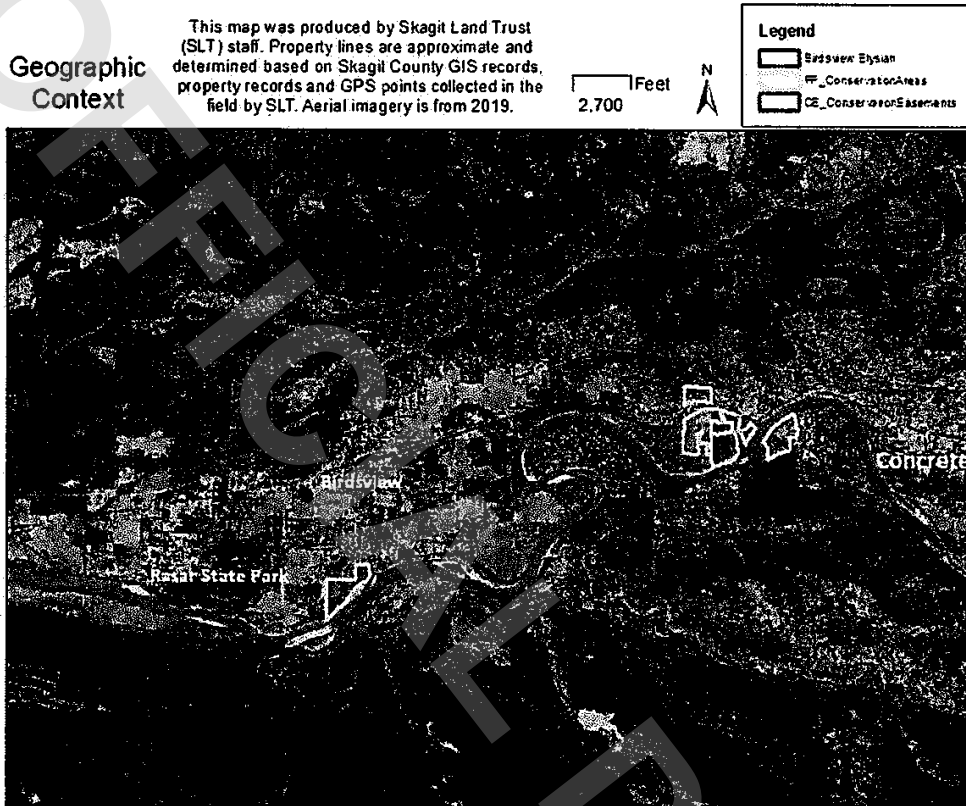 Geographic
Context
This map was produced by Skagit Land Trust
(SLT) staff. Property lines are approximate and
determined based on Skagit County GIS records,
property records and GPS points collected in the
field by SLT. Aerial imagery is from 2019.
Feet
2,700
N
Legend
Birdsview Elysian
FF_ConservationAreas
CE_ConservationEasements
Concrete
Birdsview
Rasar State Park